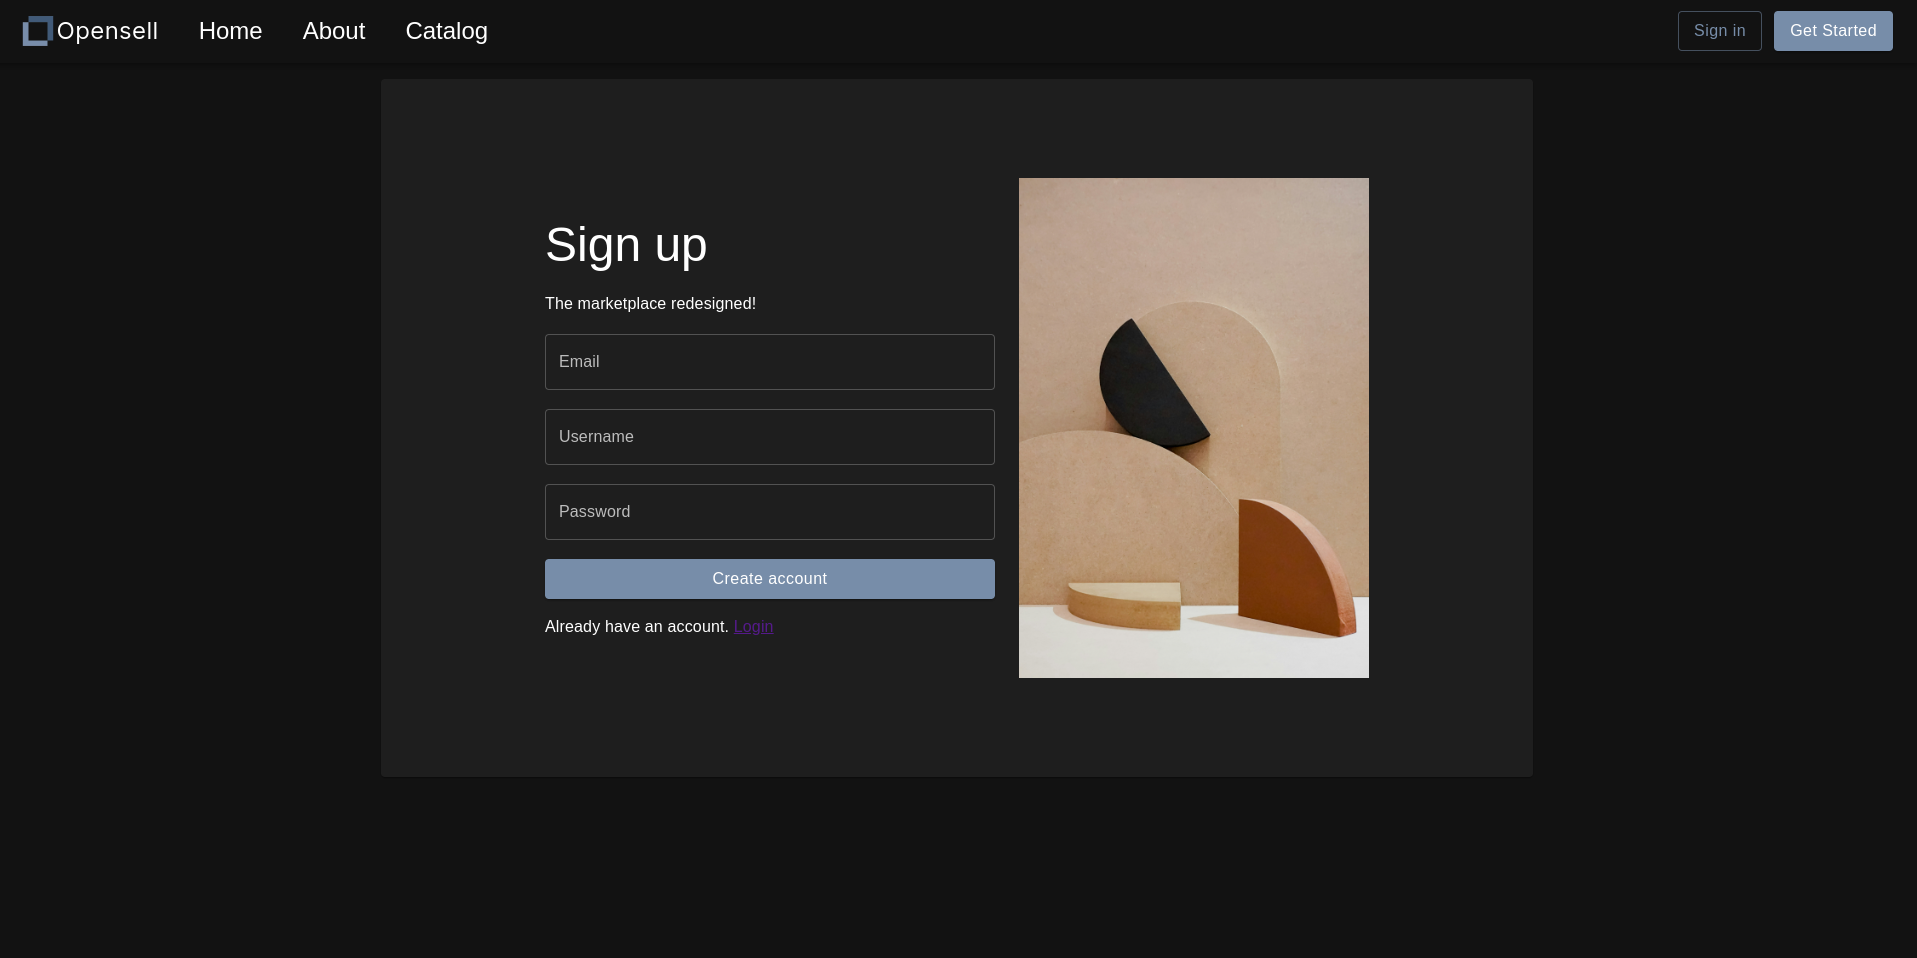 Opensell
Home
About
Catalog
Sign in
Get Started
Sign up
The marketplace redesigned!
Email
Username
Password
Create account
Already have an account. Login